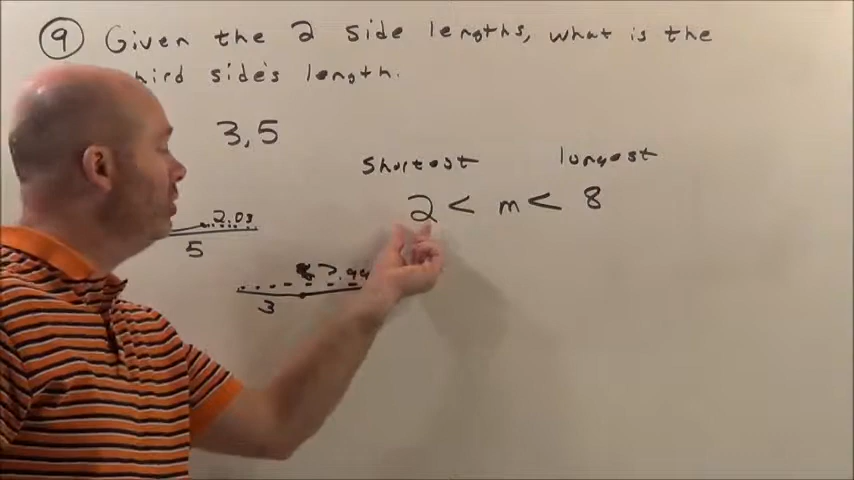 9 Given the 2 side lengths, what is the
hird side's length.
3,5
shortest longest
2 < m < 8
2.03
5
7.99
3